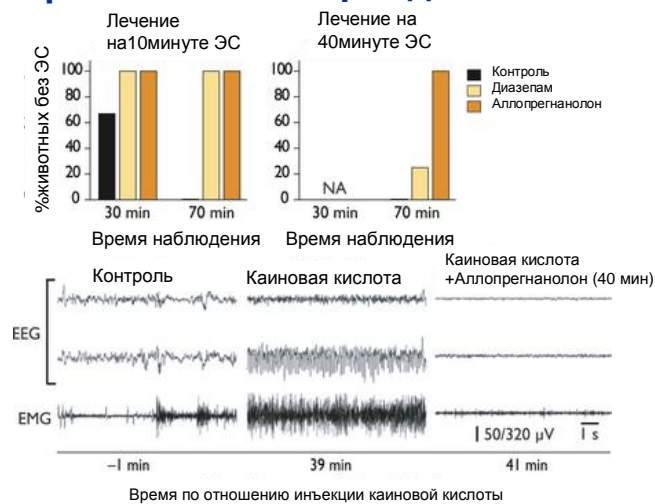 Лечение
на10минуте ЭС
Лечение на
40минуте ЭС
%животных без ЭС
100
80
60
40
20
0
30 min 70 min
Время наблюдения
100
80
60
40
20
0
NA
30 min 70 min
Время наблюдения
Контроль
Диазепам
Аллопрегнанолон
Контроль
Каиновая кислота
Каиновая кислота
+Аллопрегнанолон (40 мин)
EEG
EMG
50/320 µV 1 s
–1 min 39 min 41 min
Время по отношению инъекции каиновой кислоты